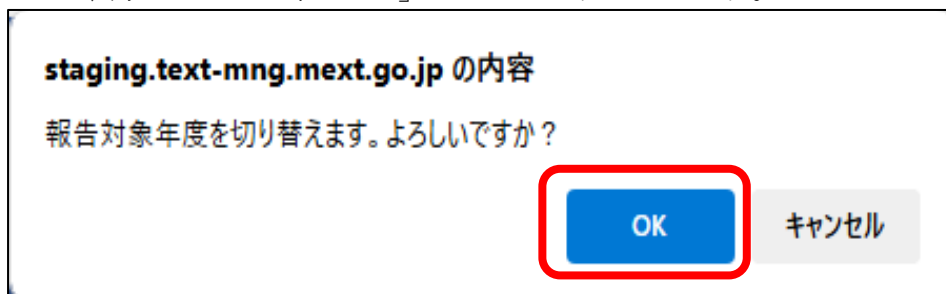 staging.text-mng.mext.go.jp の内容
報告対象年度を切り替えます。よろしいですか？
OK
キャンセル